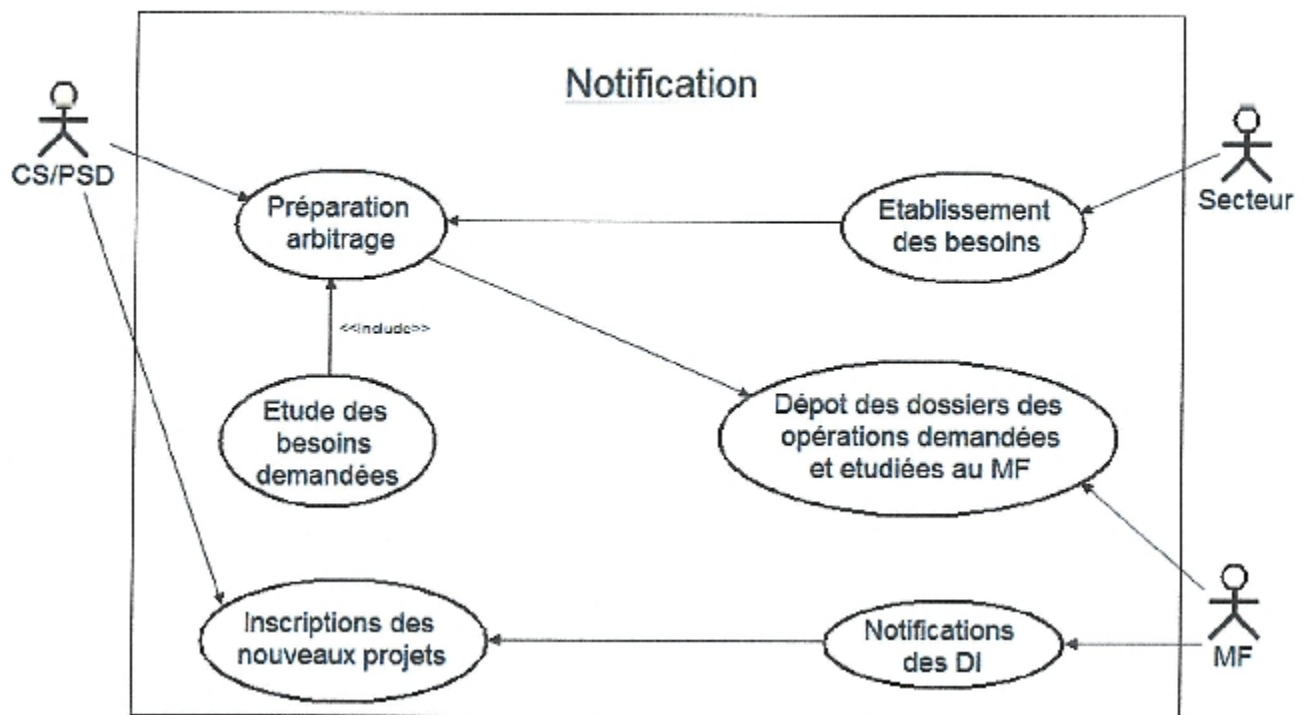 Notification
CS/PSD
Secteur
Préparation
arbitrage
Etablissement
des besoins
<<include>>
Etude des
besoins
demandées
Dépot des dossiers des
opérations demandées
et etudiées au MF
Inscriptions des
nouveaux projets
Notifications
des DI
MF